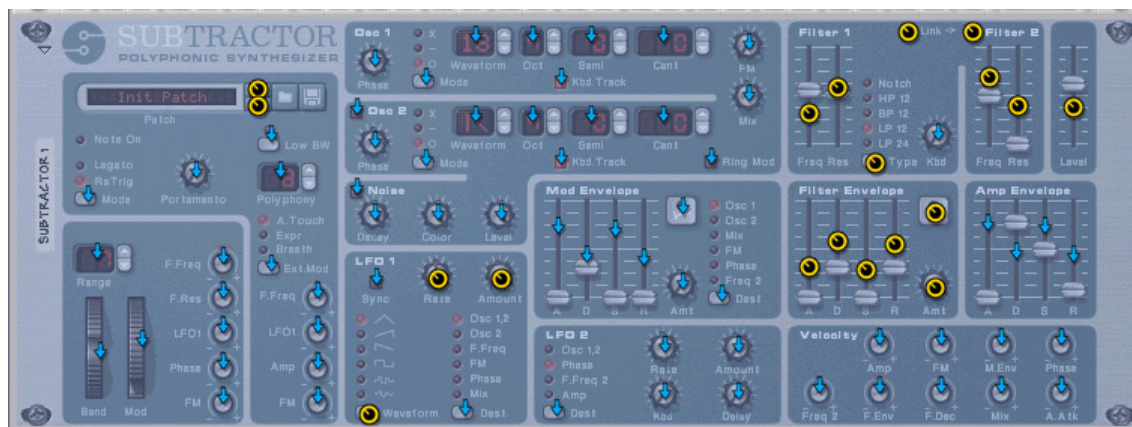 SUBTRACTOR
POLYPHONIC SYNTHESIZER
Init Patch
Patch
Note On
Low BW
Legato
ReTrig
Mode
Portamento
Polyphony
SUBTRACTOR 1
Range
Bend
Mod
F.Freq
F.Res
LFO1
Phase
FM
A.Touch
Expr
Breath
Ext.Mod
F.Freq
LFO1
Amp
FM
Osc 1
X
-
O
Phase
Mode
Waveform
Oct
Semi
Cent
Kbd.Track
FM
Osc 2
X
-
O
Phase
Mode
Waveform
Oct
Semi
Cent
Kbd.Track
Mix
Ring Mod
Noise
Decay
Color
Level
LFO 1
Sync
Rate
Amount
Osc 1,2
Osc 2
F.Freq
FM
Phase
Mix
Waveform
Dest
Mod Envelope
A D S R
Osc 1
Osc 2
Mix
FM
Phase
Freq 2
Amt
Dest
LFO 2
Osc 1,2
Phase
F.Freq 2
Amp
Dest
Rate
Amount
Kbd
Delay
Filter 1
Link ->
Filter 2
Notch
HP 12
BP 12
LP 12
LP 24
Freq Res
Type
Kbd
Freq Res
Level
Filter Envelope
A D S R
Amt
Amp Envelope
A D S R
Velocity
Amp
FM
M.Env
Phase
Freq 2
F.Env
F.Dec
Mix
A.Atk